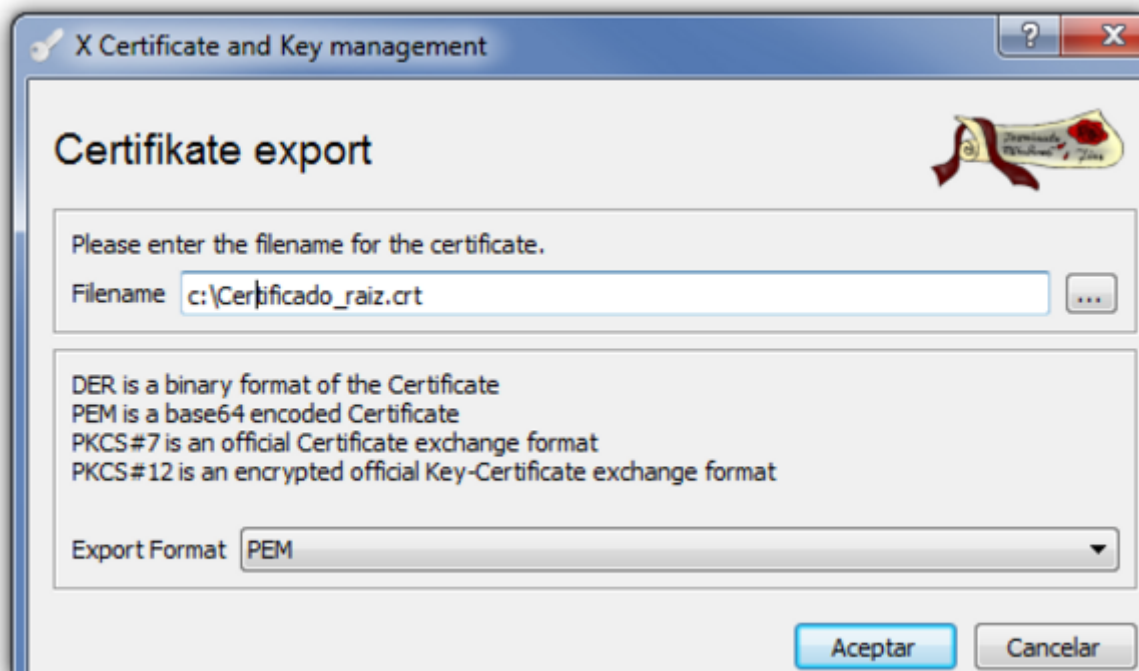 X Certificate and Key management
?
X
Certifikate export
Please enter the filename for the certificate.
Filename c:\Certificado_raiz.crt ...
DER is a binary format of the Certificate
PEM is a base64 encoded Certificate
PKCS#7 is an official Certificate exchange format
PKCS#12 is an encrypted official Key-Certificate exchange format
Export Format PEM
Aceptar Cancelar